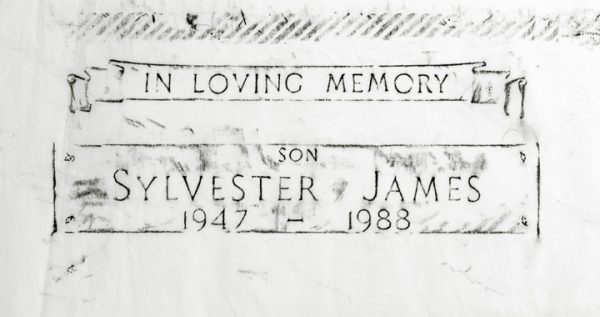 IN LOVING MEMORY
SON
SYLVESTER JAMES
1947 – 1988